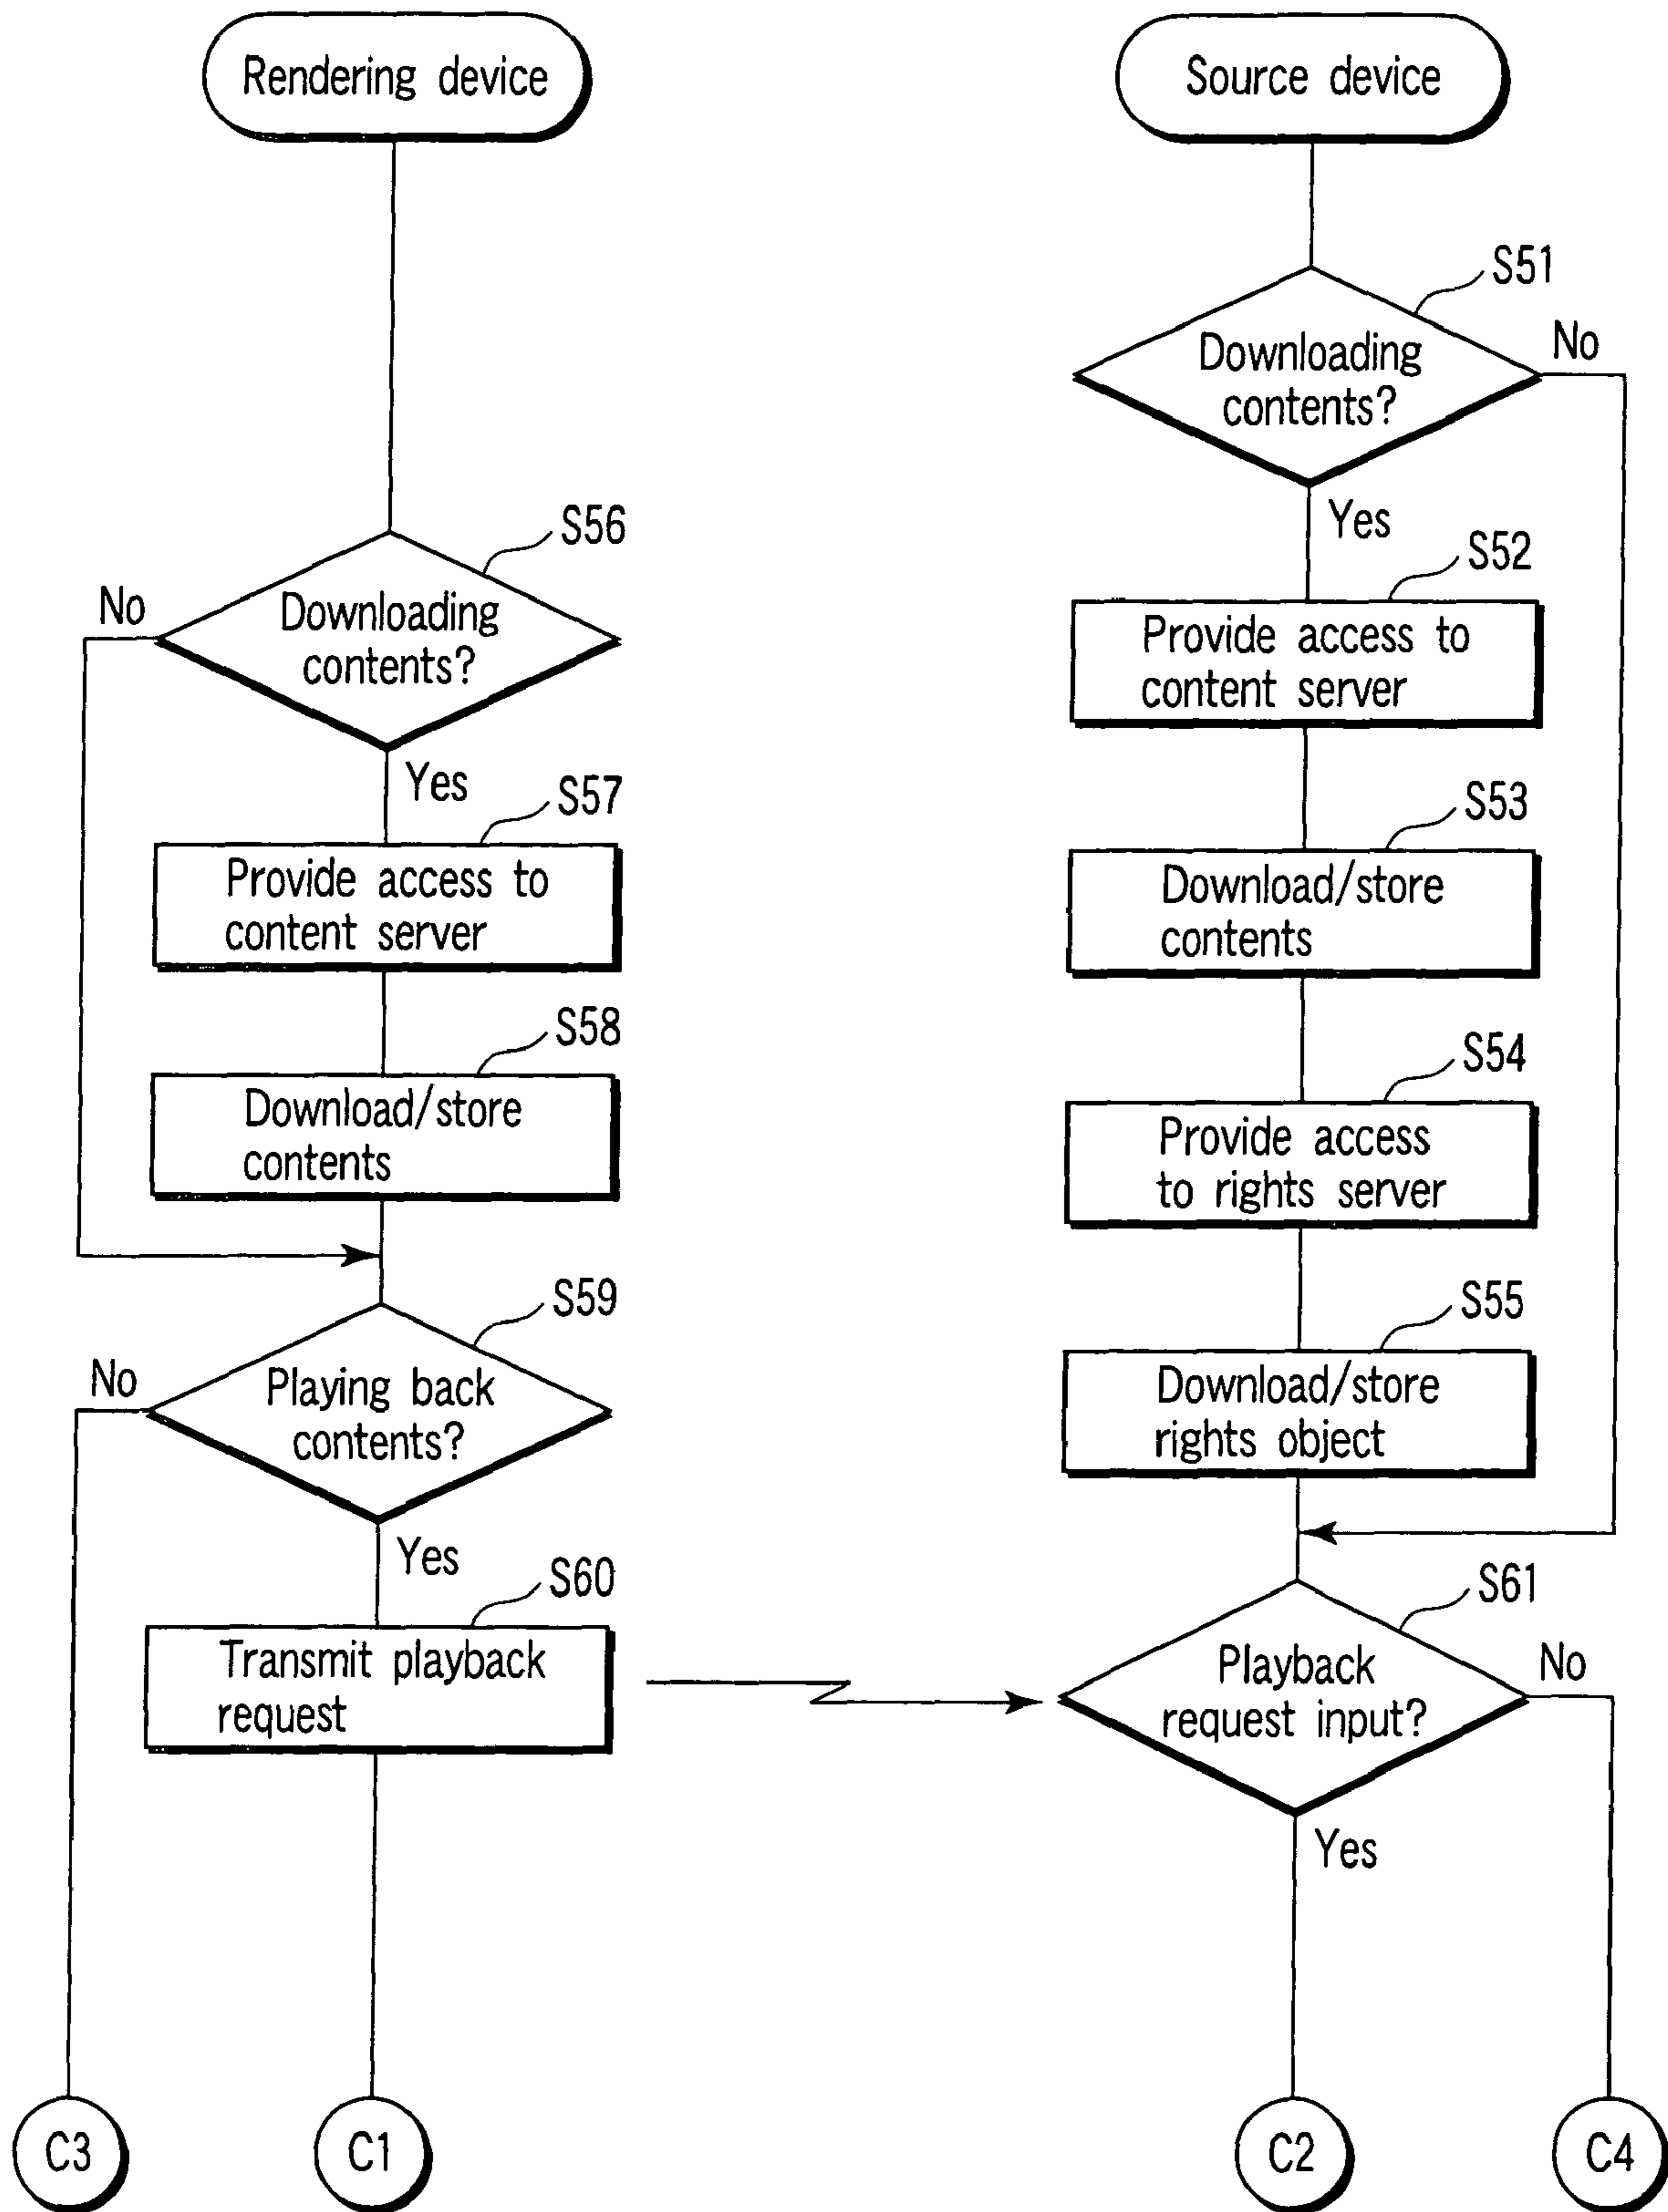 Rendering device
Source device
S51
Downloading
contents?
No
Yes
S52
Provide access to
content server
S53
Download/store
contents
S54
Provide access
to rights server
S55
Download/store
rights object
S56
Downloading
contents?
No
Yes
S57
Provide access to
content server
S58
Download/store
contents
S59
Playing back
contents?
No
Yes
S60
Transmit playback
request
S61
Playback
request input?
No
Yes
C3
C1
C2
C4